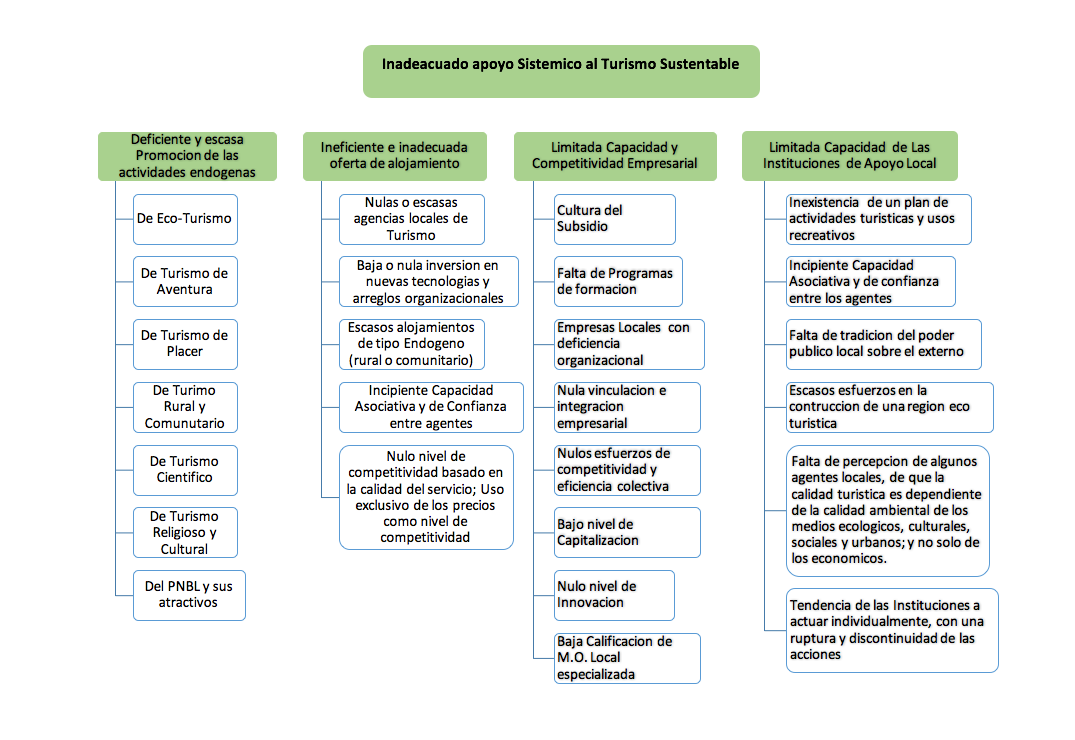 Inadeacuado apoyo Sistemico al Turismo Sustentable
Deficiente y escasa
Promocion de las
actividades endogenas
De Eco-Turismo
De Turismo de
Aventura
De Turismo de
Placer
De Turimo
Rural y
Comunutario
De Turismo
Cientifico
De Turismo
Religioso y
Cultural
Del PNBL y sus
atractivos
Ineficiente e inadecuada
oferta de alojamiento
Nulas o escasas
agencias locales de
Turismo
Baja o nula inversion en
nuevas tecnologias y
arreglos organizacionales
Escasos alojamientos
de tipo Endogeno
(rural o comunitario)
Incipiente Capacidad
Asociativa y de Confianza
entre agentes
Nulo nivel de
competitividad basado en
la calidad del servicio; Uso
exclusivo de los precios
como nivel de
competitividad
Limitada Capacidad y
Competitividad Empresarial
Cultura del
Subsidio
Falta de Programas
de formacion
Empresas Locales con
deficiencia
organizacional
Nula vinculacion e
integracion
empresarial
Nulos esfuerzos de
competitividad y
eficiencia colectiva
Bajo nivel de
Capitalizacion
Nulo nivel de
Innovacion
Baja Calificacion de
M.O. Local
especializada
Limitada Capacidad de Las
Instituciones de Apoyo Local
Inexistencia de un plan de
actividades turisticas y usos
recreativos
Incipiente Capacidad
Asociativa y de confianza
entre los agentes
Falta de tradicion del poder
publico local sobre el externo
Escasos esfuerzos en la
contruccion de una region eco
turistica
Falta de percepcion de algunos
agentes locales, de que la
calidad turistica es dependiente
de la calidad ambiental de los
medios ecologicos, culturales,
sociales y urbanos; y no solo de
los economicos.
Tendencia de las Instituciones a
actuar individualmente, con una
ruptura y discontinuidad de las
acciones